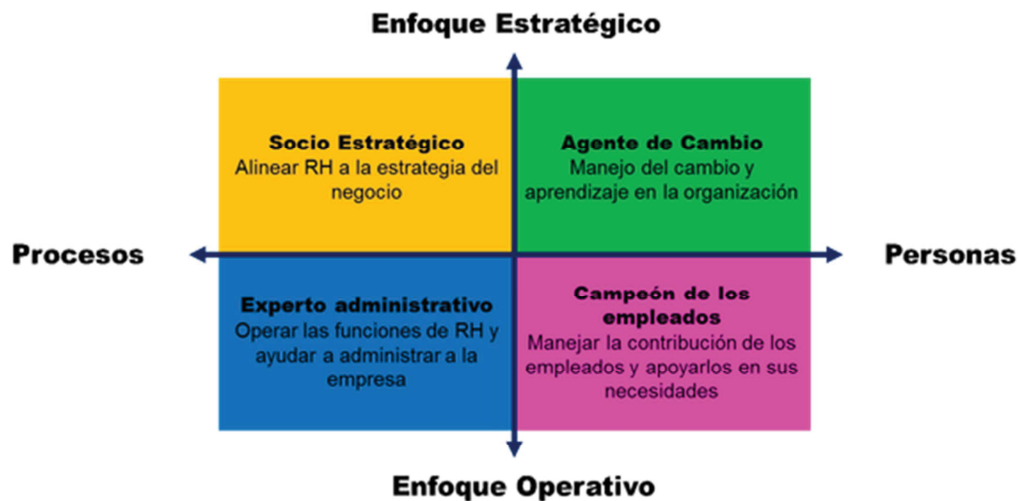 Enfoque Estratégico
Socio Estratégico
Alinear RH a la estrategia del
negocio
Agente de Cambio
Manejo del cambio y
aprendizaje en la organización
Procesos
Personas
Experto administrativo
Operar las funciones de RH y
ayudar a administrar a la
empresa
Campeón de los
empleados
Manejar la contribución de los
empleados y apoyarlos en sus
necesidades
Enfoque Operativo